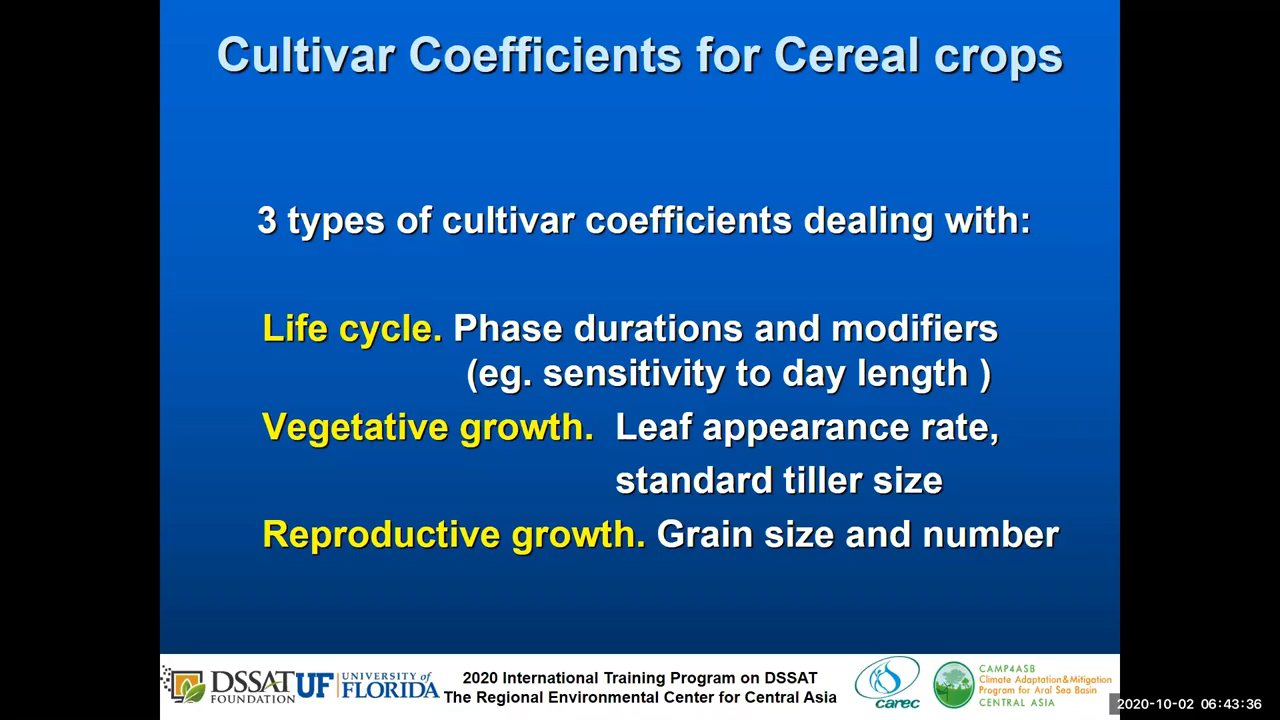 Cultivar Coefficients for Cereal crops
3 types of cultivar coefficients dealing with:
Life cycle. Phase durations and modifiers
(eg. sensitivity to day length )
Vegetative growth. Leaf appearance rate,
standard tiller size
Reproductive growth. Grain size and number
DSSAT
FOUNDATION
UF UNIVERSITY of
FLORIDA
2020 International Training Program on DSSAT
The Regional Environmental Center for Central Asia
carec
CAMP4ASB
Climate Adaptation & Mitigation
Program for Aral Sea Basin
CENTRAL ASIA
2020-10-02 06:43:36